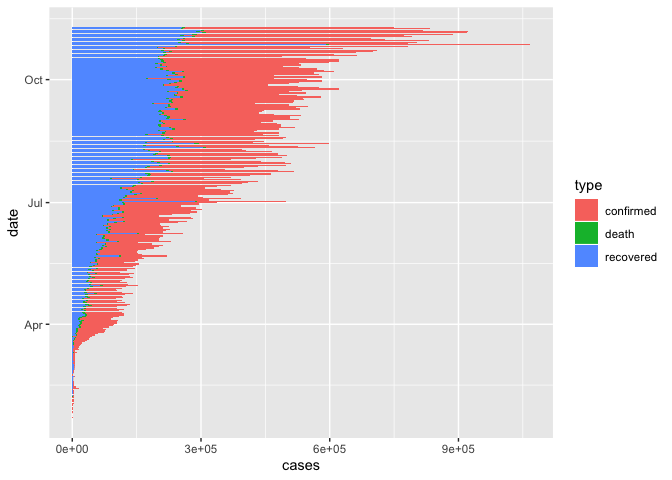 Oct
Jul
Apr
date
0e+00
3e+05
6e+05
9e+05
cases
type
confirmed
death
recovered